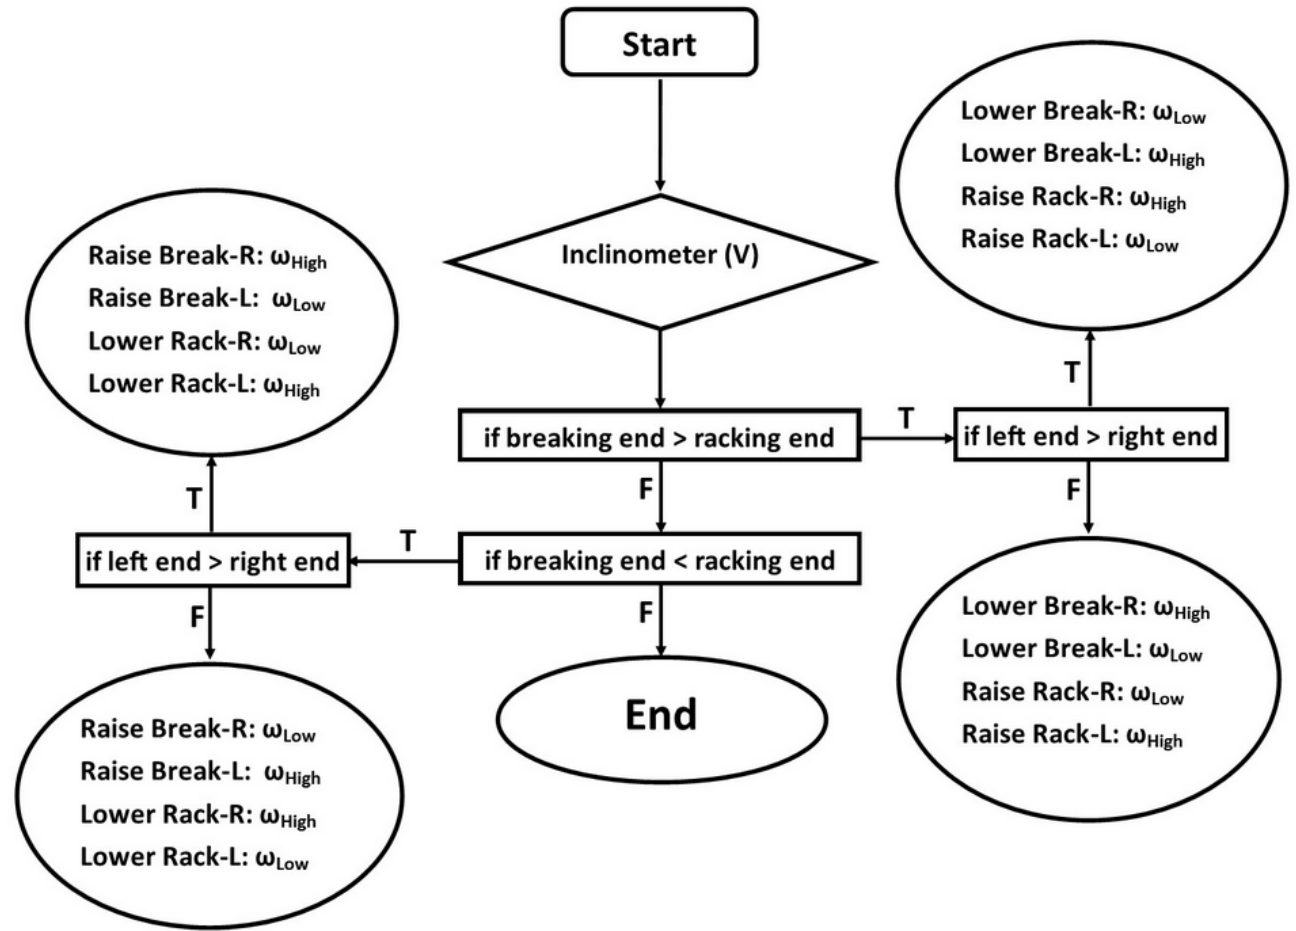 Start
Inclinometer (V)
Lower Break-R: ωLow
Lower Break-L: ωHigh
Raise Rack-R: ωHigh
Raise Rack-L: ωLow
Raise Break-R: ωHigh
Raise Break-L: ωLow
Lower Rack-R: ωLow
Lower Rack-L: ωHigh
T
if breaking end > racking end
T
if left end > right end
F
F
T
if left end > right end
T
if breaking end < racking end
F
F
End
Lower Break-R: ωHigh
Lower Break-L: ωLow
Raise Rack-R: ωLow
Raise Rack-L: ωHigh
Raise Break-R: ωLow
Raise Break-L: ωHigh
Lower Rack-R: ωHigh
Lower Rack-L: ωLow